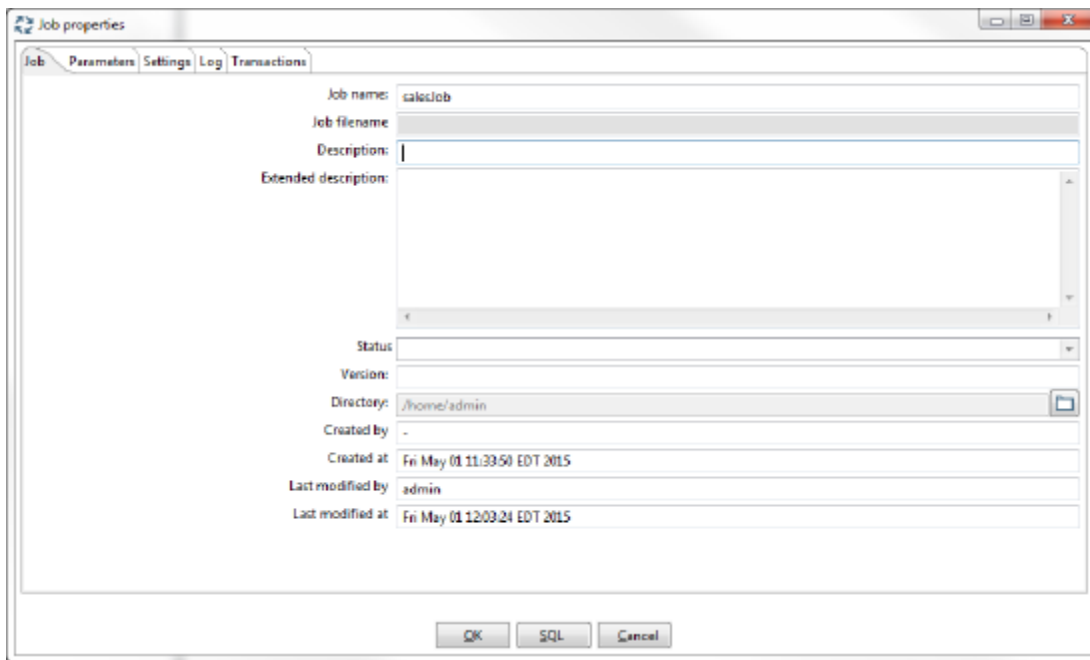 Job properties
Job Parameters Settings Log Transactions
Job name: salesJob
Job filename
Description:
Extended description:
Status
Version:
Directory: /home/admin
Created by -
Created at Fri May 01 11:33:50 EDT 2015
Last modified by admin
Last modified at Fri May 01 12:03:24 EDT 2015
OK SQL Cancel